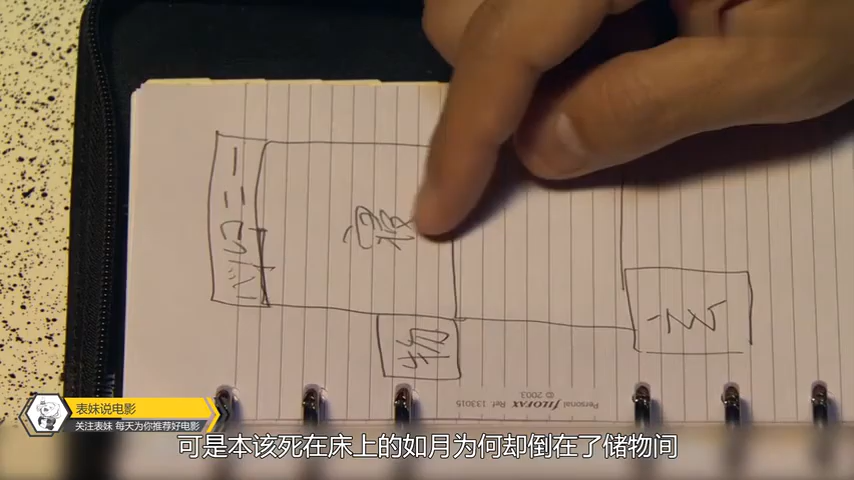 寝
物
表妹说电影
关注表妹 每天为你推荐好电影
Personal FILOFAX Ref. 133015 © 2003
可是本该死在床上的如月为何却倒在了储物间